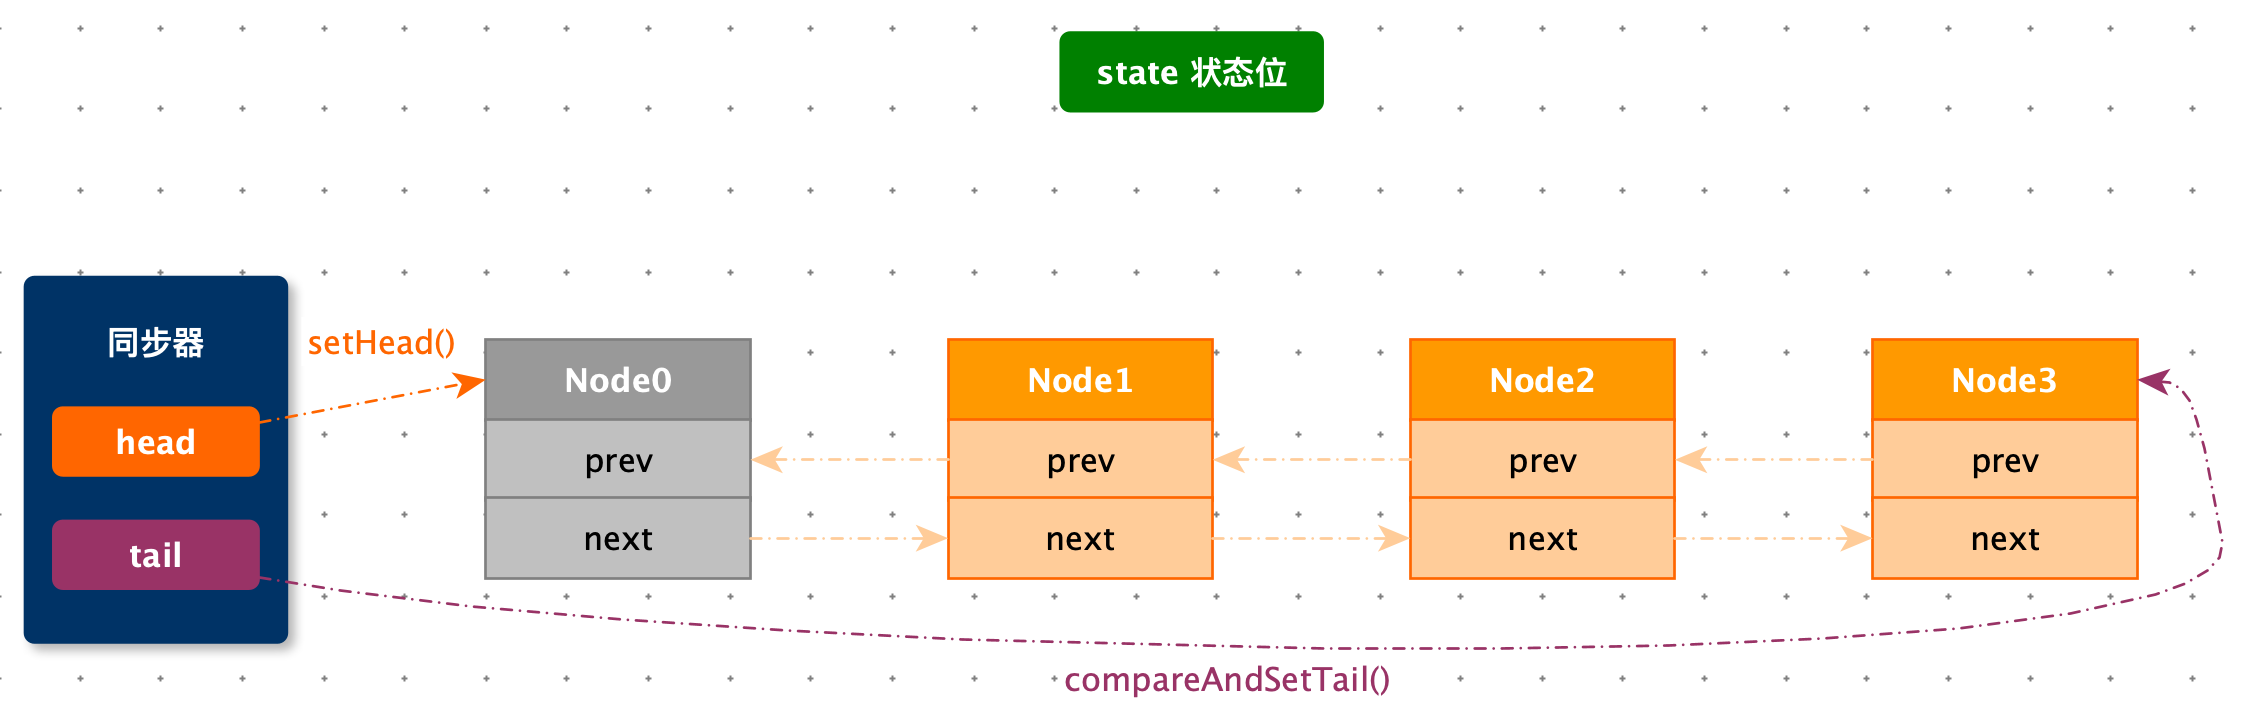 state 状态位
同步器
setHead()
head
tail
Node0
prev
next
Node1
prev
next
Node2
prev
next
Node3
prev
next
compareAndSetTail()